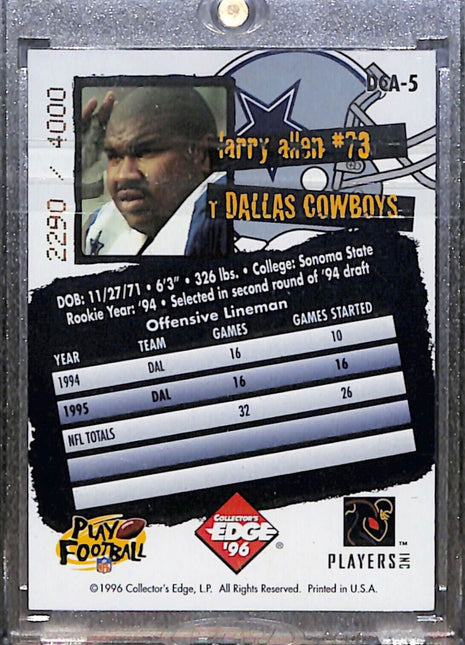 DCA-5
2290 / 4000
larry allen #73
T DALLAS COWBOYS
DOB: 11/27/71 • 6'3" • 326 lbs. • College: Sonoma State
Rookie Year: '94 • Selected in second round of '94 draft
Offensive Lineman
YEAR TEAM GAMES GAMES STARTED
1994 DAL 16 10
1995 DAL 16 16
NFL TOTALS 32 26
PLAY
FOOTBALL
NFL
COLLECTOR'S
EDGE
'96
®
PLAYERS INC
™
©1996 Collector's Edge, L.P. All Rights Reserved. Printed in U.S.A.